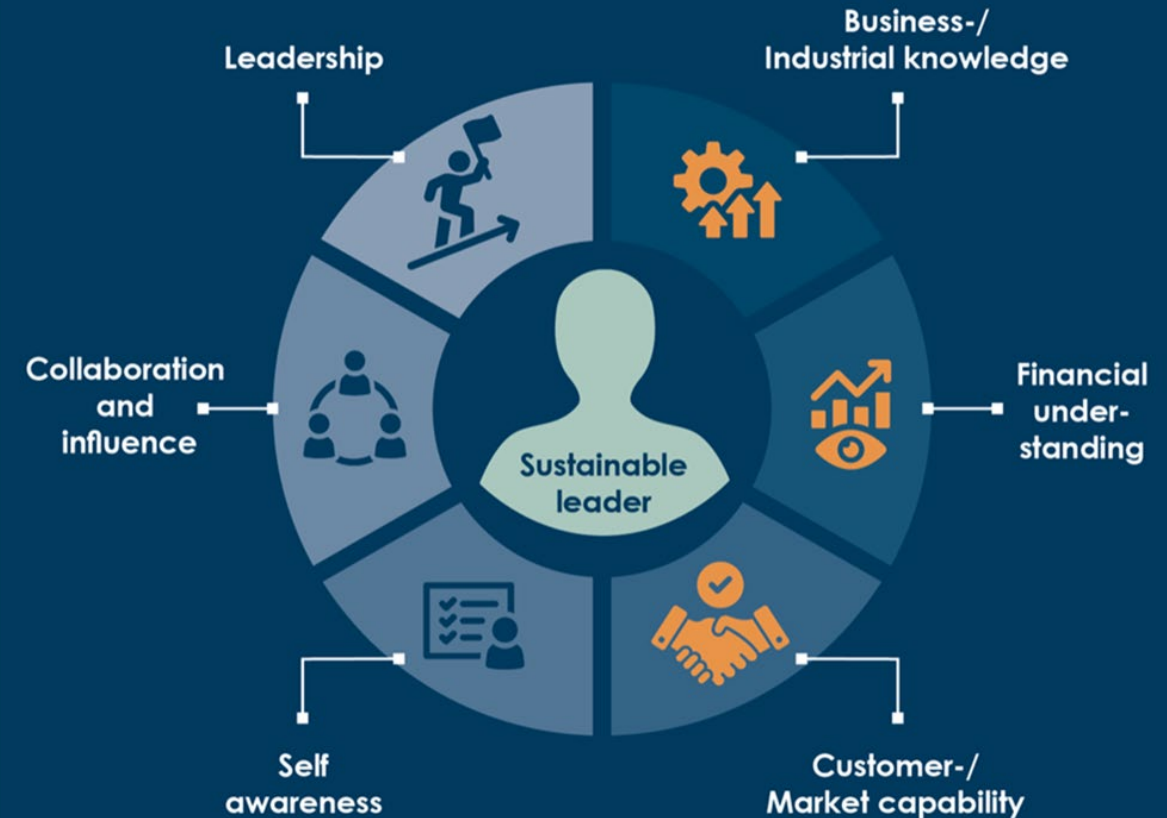 Leadership
Business-/
Industrial knowledge
Collaboration
and
influence
Financial
under-
standing
Sustainable
leader
Self
awareness
Customer-/
Market capability